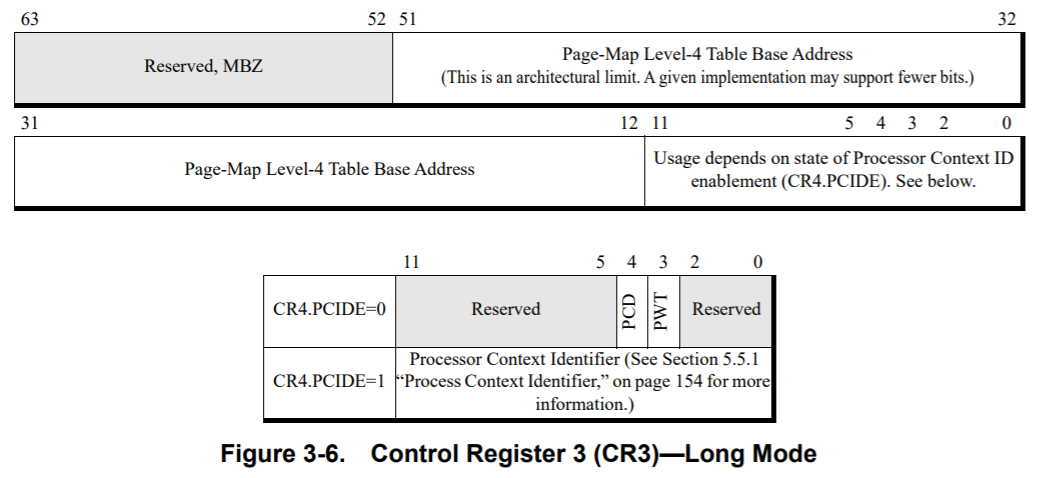 63 52 51 32
Reserved, MBZ
Page-Map Level-4 Table Base Address
(This is an architectural limit. A given implementation may support fewer bits.)
31 12 11 5 4 3 2 0
Page-Map Level-4 Table Base Address
Usage depends on state of Processor Context ID
enablement (CR4.PCIDE). See below.
11 5 4 3 2 0
CR4.PCIDE=0
Reserved
PCD
PWT
Reserved
CR4.PCIDE=1
Processor Context Identifier (See Section 5.5.1
“Process Context Identifier,” on page 154 for more
information.)
Figure 3-6. Control Register 3 (CR3)—Long Mode